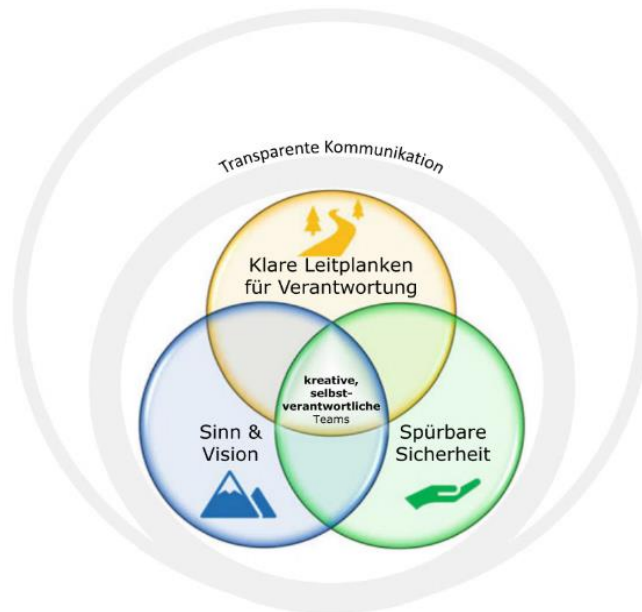 Transparente Kommunikation
Klare Leitplanken
für Verantwortung
kreative,
selbst-
verantwortliche
Teams
Sinn &
Vision
Spürbare
Sicherheit